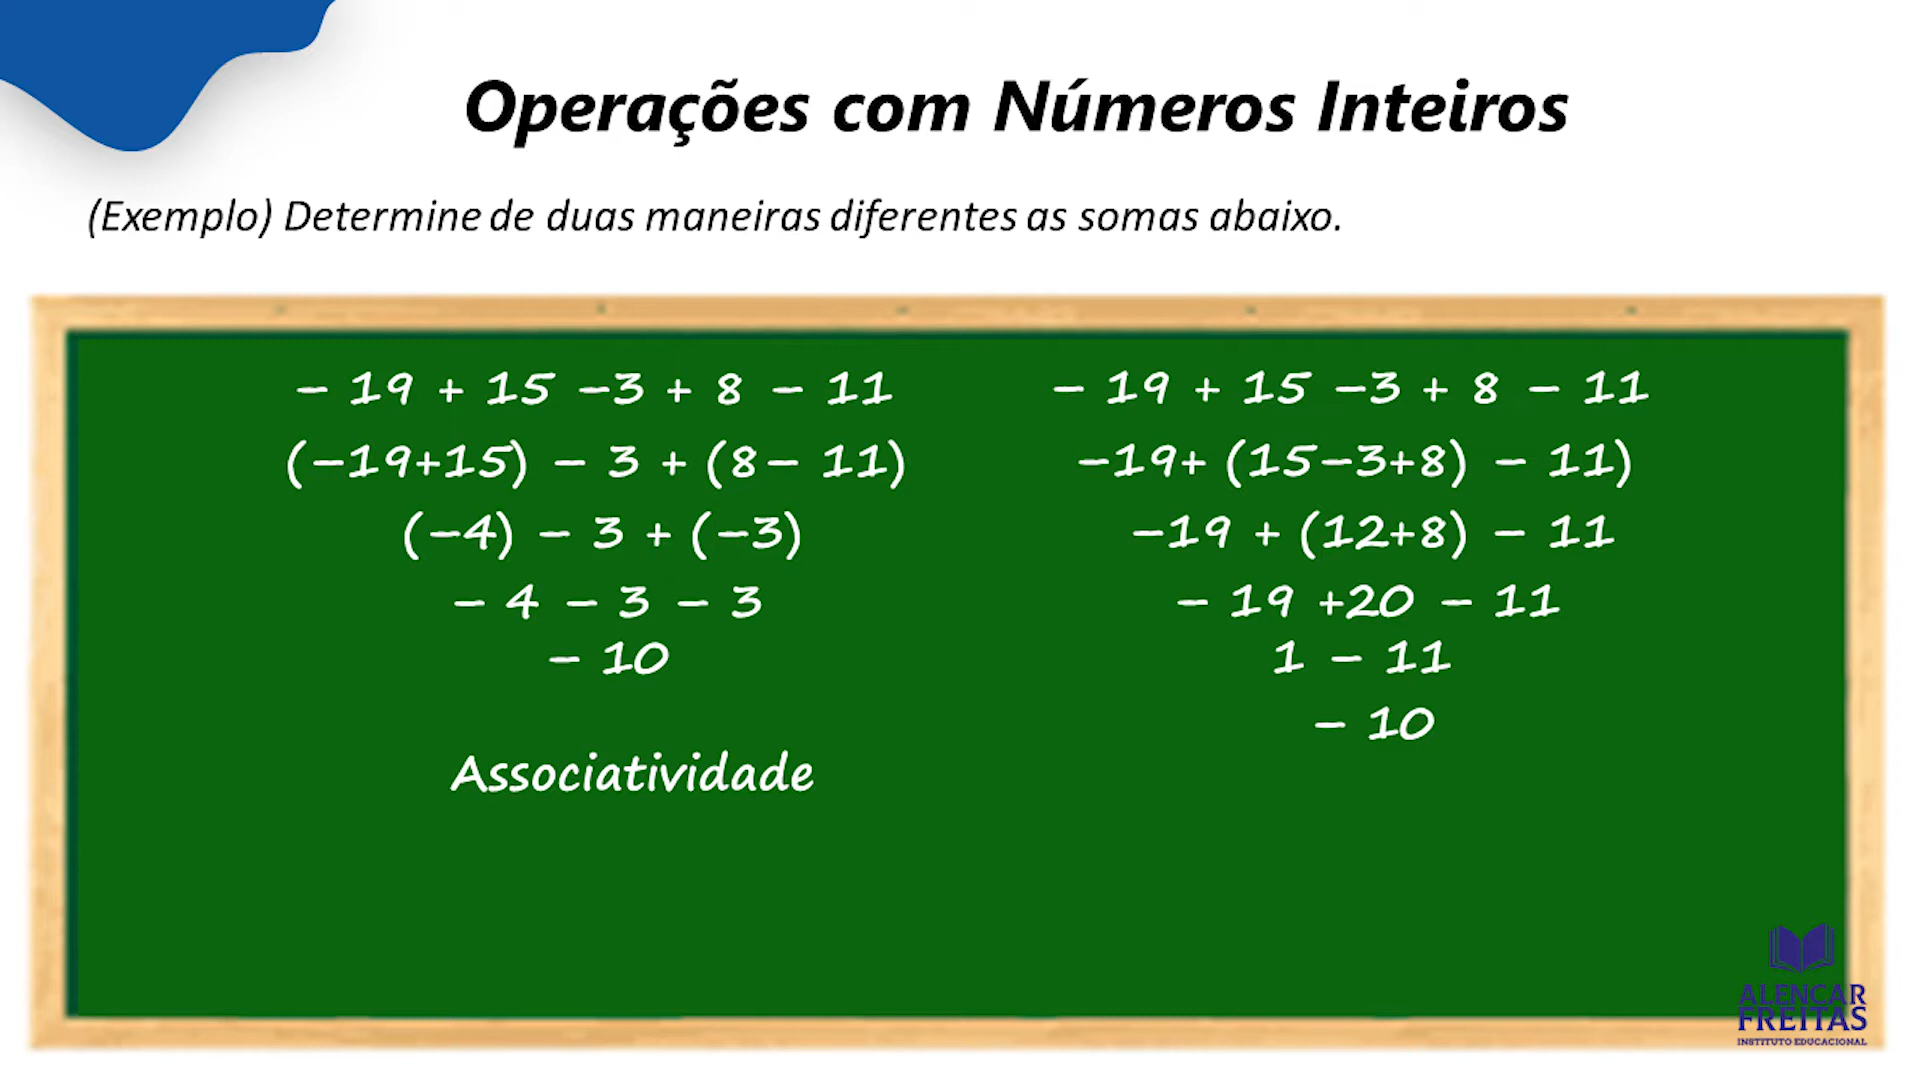 Operações com Números Inteiros
(Exemplo) Determine de duas maneiras diferentes as somas abaixo.
– 19 + 15 –3 + 8 – 11
(–19+15) – 3 + (8– 11)
(–4) – 3 + (–3)
– 4 – 3 – 3
– 10
Associatividade
– 19 + 15 –3 + 8 – 11
–19+ (15–3+8) – 11)
–19 + (12+8) – 11
– 19 +20 – 11
1 – 11
– 10
ALENCAR
FREITAS
INSTITUTO EDUCACIONAL